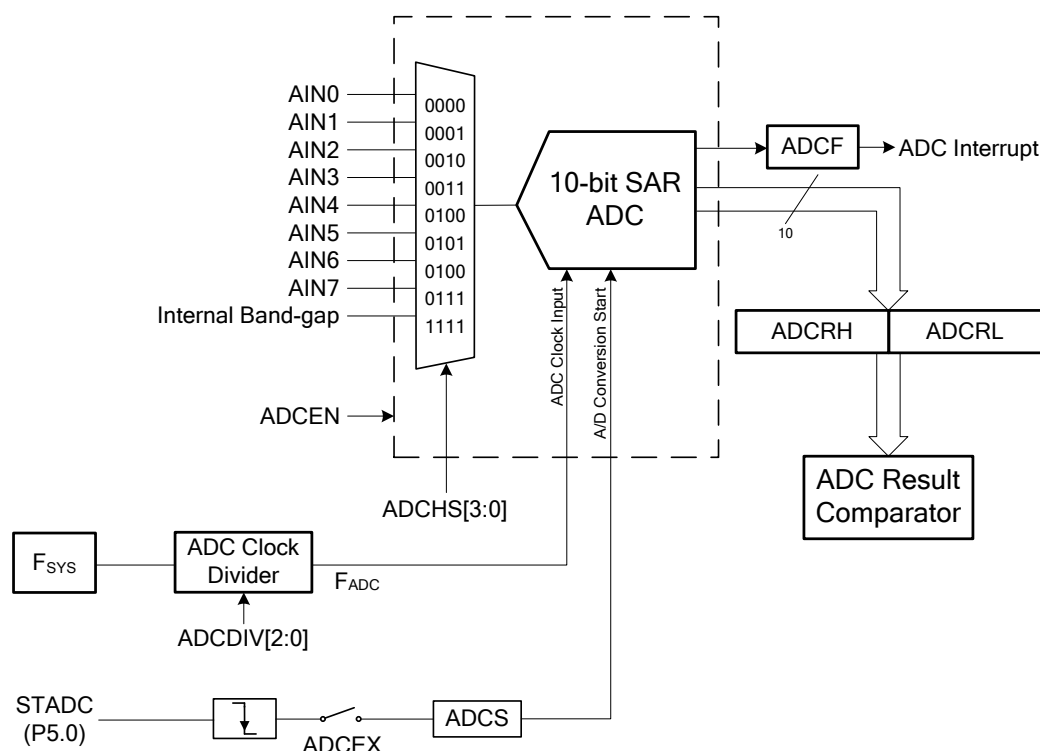 AIN0
AIN1
AIN2
AIN3
AIN4
AIN5
AIN6
AIN7
Internal Band-gap
0000
0001
0010
0011
0100
0101
0100
0111
1111
ADCEN
ADCHS[3:0]
10-bit SAR
ADC
ADC Clock Input
A/D Conversion Start
ADCF
ADC Interrupt
10
ADCRH
ADCRL
ADC Result
Comparator
FSYS
ADC Clock
Divider
FADC
ADCDIV[2:0]
STADC
(P5.0)
ADCEX
ADCS